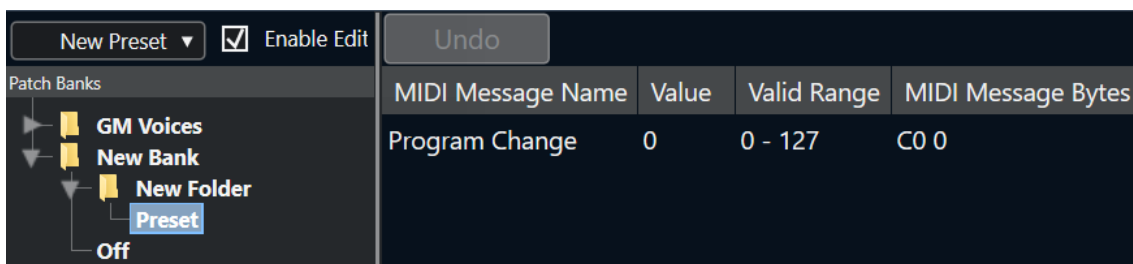 New Preset Enable Edit Undo
Patch Banks
MIDI Message Name Value Valid Range MIDI Message Bytes
GM Voices
Program Change 0 0 - 127 C0 0
New Bank
New Folder
Preset
Off